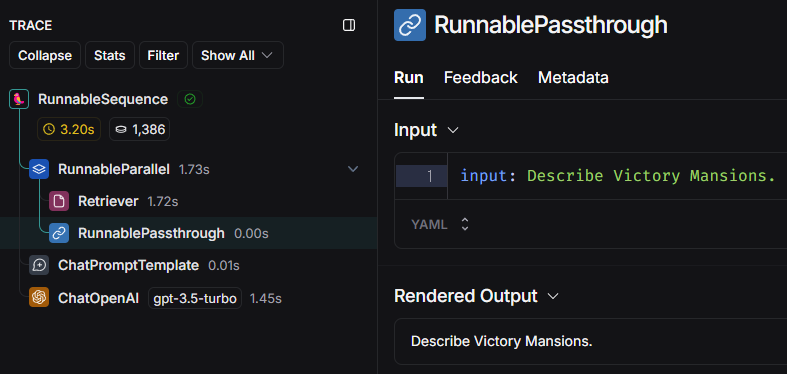 TRACE
Collapse Stats Filter Show All
RunnableSequence
3.20s 1,386
RunnableParallel 1.73s
Retriever 1.72s
RunnablePassthrough 0.00s
ChatPromptTemplate 0.01s
ChatOpenAI gpt-3.5-turbo 1.45s
RunnablePassthrough
Run Feedback Metadata
Input
1 input: Describe Victory Mansions.
YAML
Rendered Output
Describe Victory Mansions.